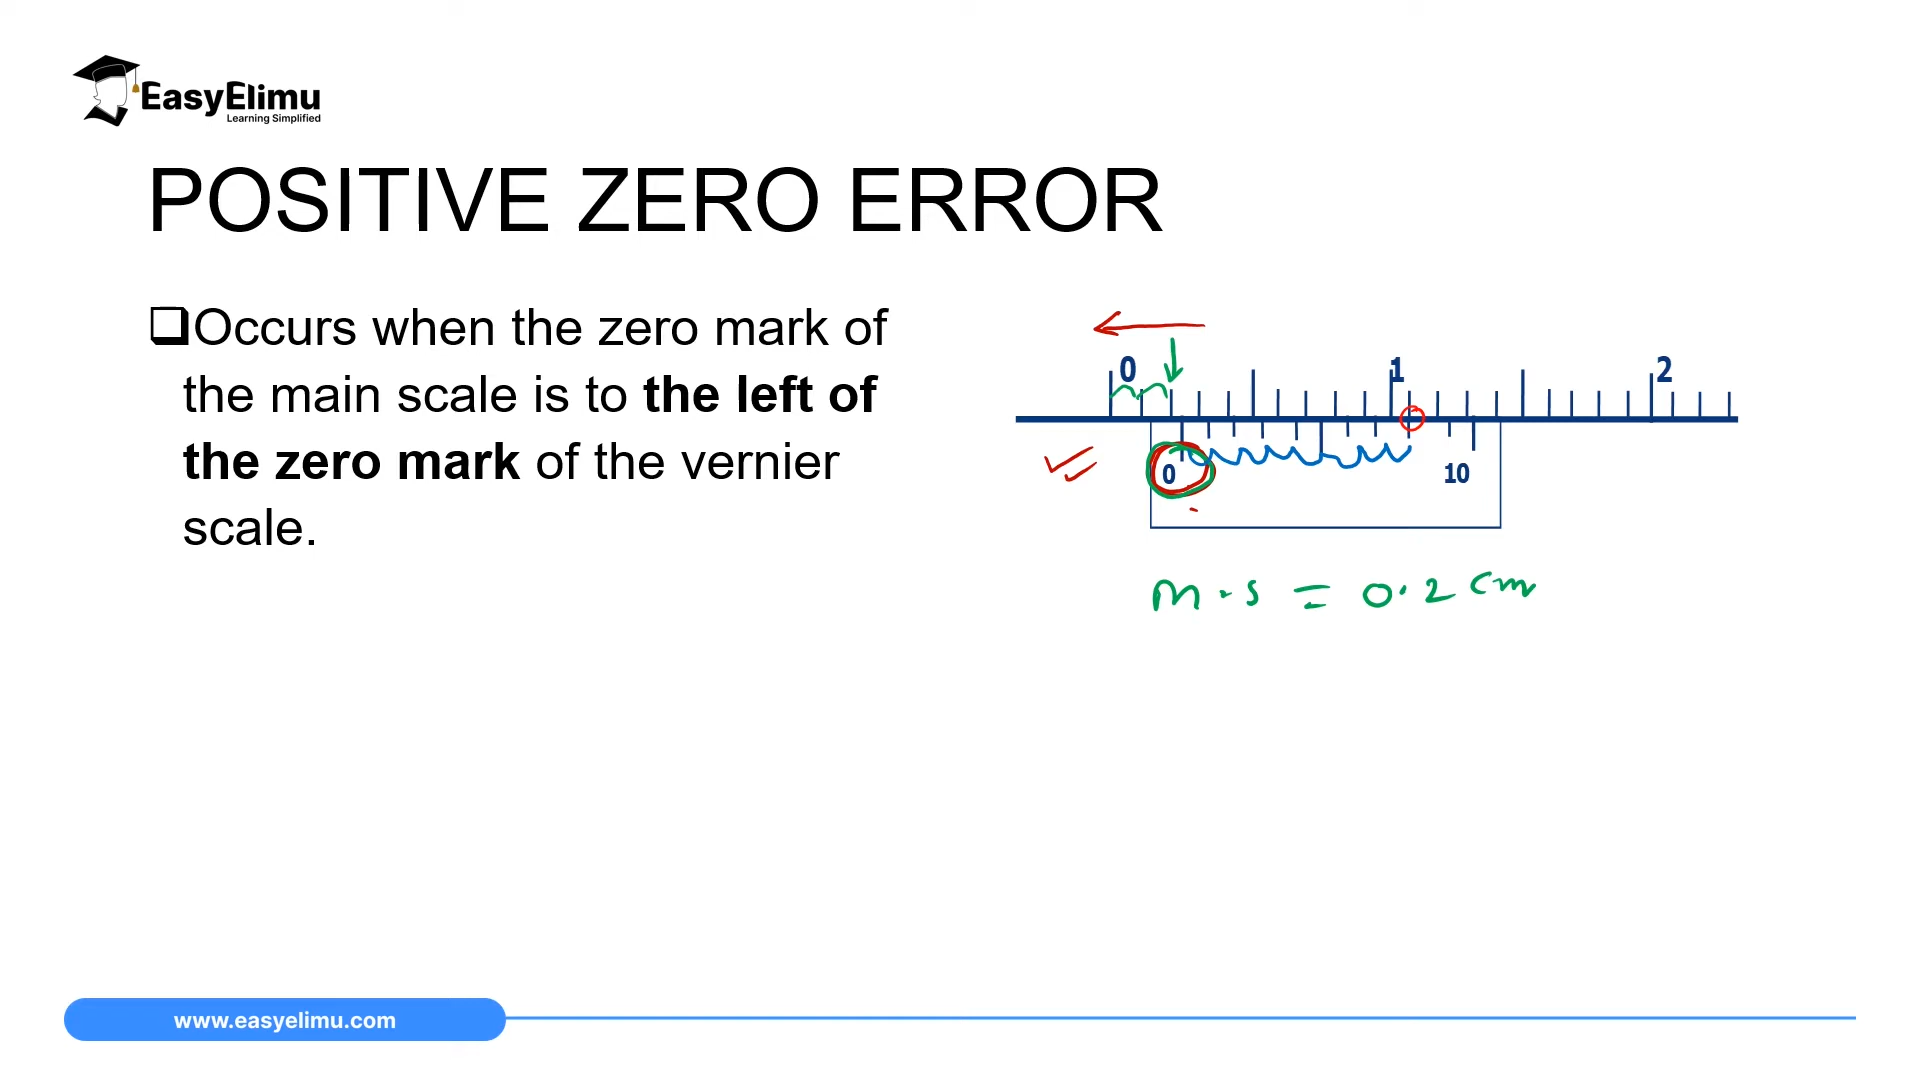 EasyElimu
Learning Simplified
POSITIVE ZERO ERROR
Occurs when the zero mark of
the main scale is to the left of
the zero mark of the vernier
scale.
0 1 2
0 10
m.s = 0.2 cm
www.easyelimu.com